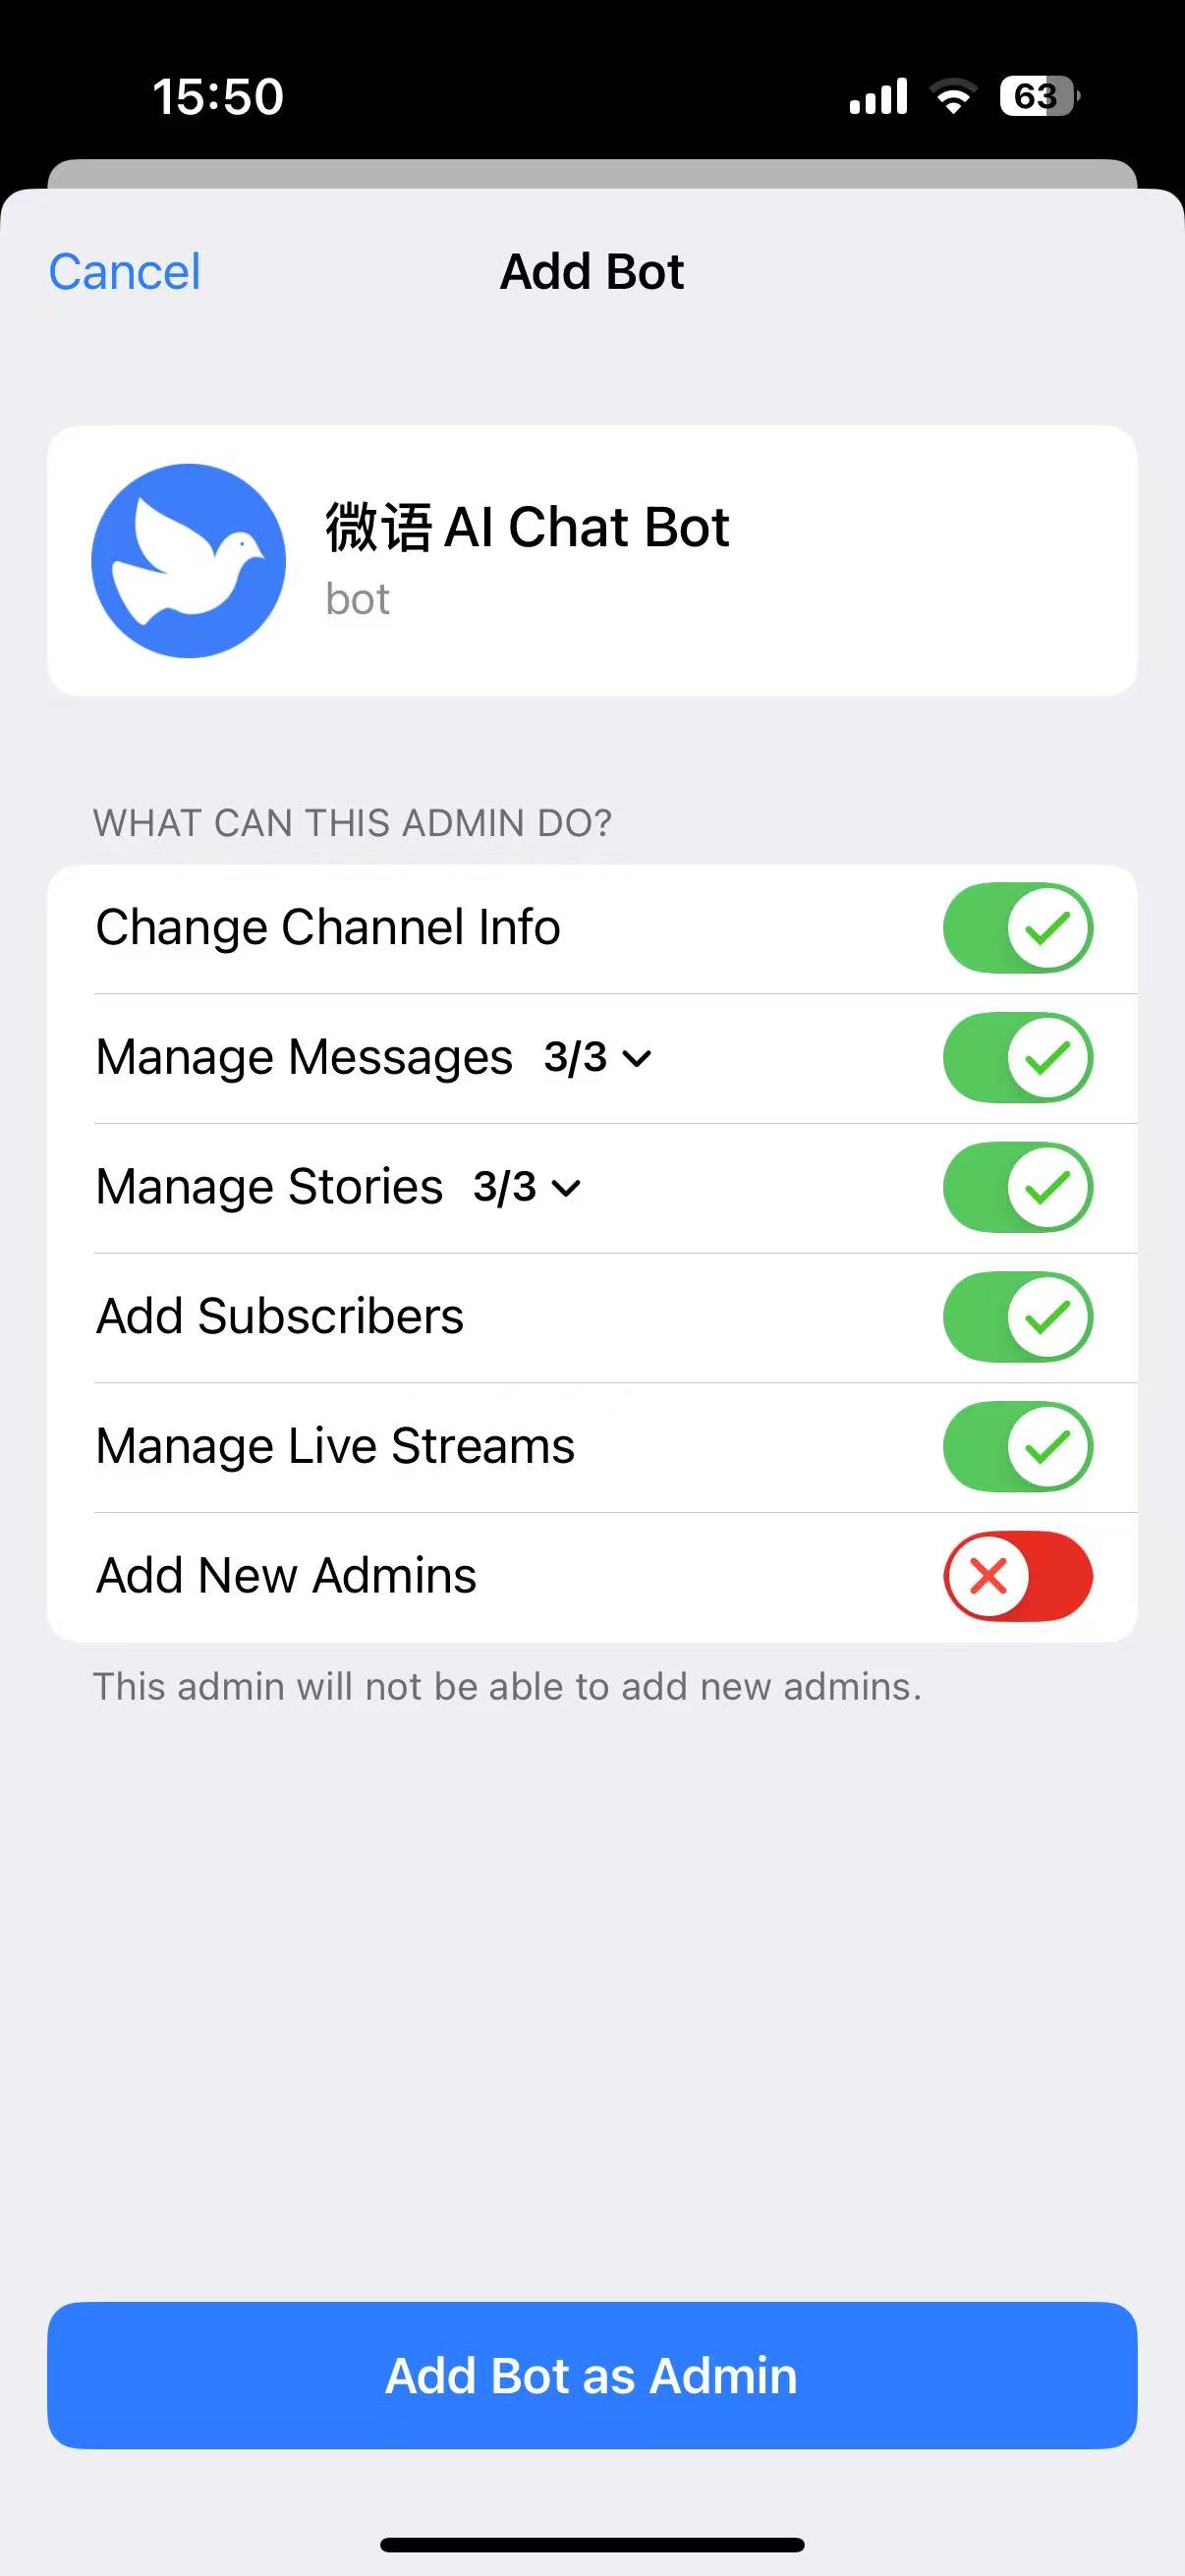 15:50
63
Cancel
Add Bot
微语 AI Chat Bot
bot
WHAT CAN THIS ADMIN DO?
Change Channel Info
Manage Messages 3/3
Manage Stories 3/3
Add Subscribers
Manage Live Streams
Add New Admins
This admin will not be able to add new admins.
Add Bot as Admin